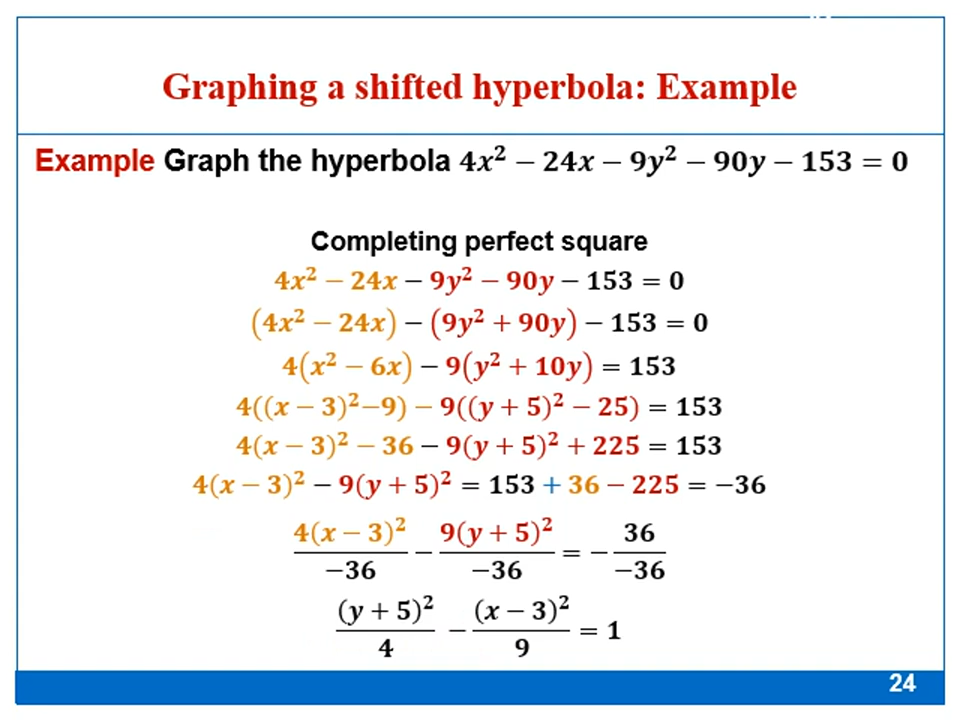 Graphing a shifted hyperbola: Example
Example Graph the hyperbola 4x² − 24x − 9y² − 90y − 153 = 0
Completing perfect square
4x² − 24x − 9y² − 90y − 153 = 0
(4x² − 24x) − (9y² + 90y) − 153 = 0
4(x² − 6x) − 9(y² + 10y) = 153
4((x − 3)²−9) − 9((y + 5)² − 25) = 153
4(x − 3)² − 36 − 9(y + 5)² + 225 = 153
4(x − 3)² − 9(y + 5)² = 153 + 36 − 225 = −36
4(x − 3)²/−36 − 9(y + 5)²/−36 = − 36/−36
(y + 5)²/4 − (x − 3)²/9 = 1
24